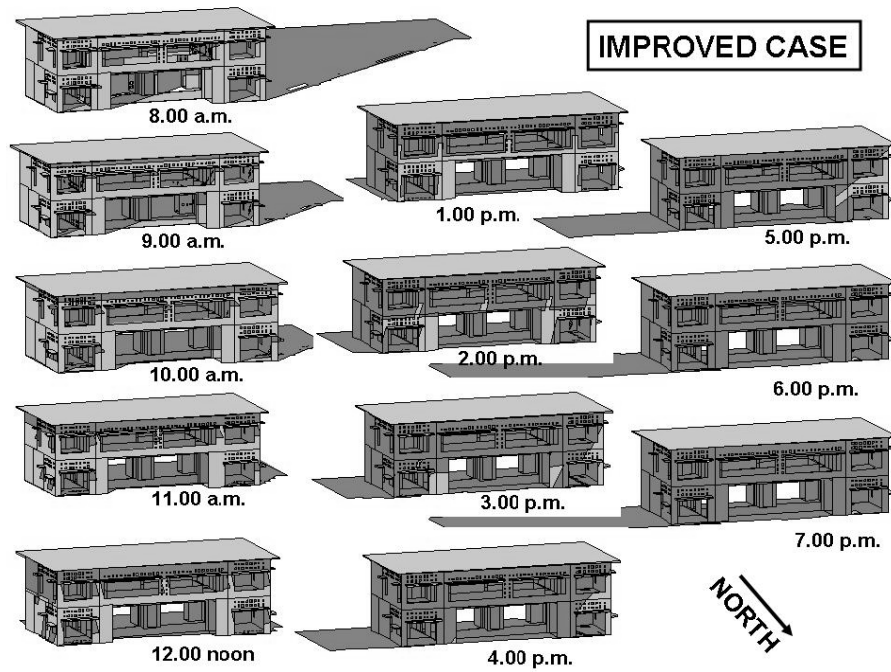 IMPROVED CASE
8.00 a.m.
9.00 a.m.
10.00 a.m.
11.00 a.m.
12.00 noon
1.00 p.m.
2.00 p.m.
3.00 p.m.
4.00 p.m.
5.00 p.m.
6.00 p.m.
7.00 p.m.
NORTH